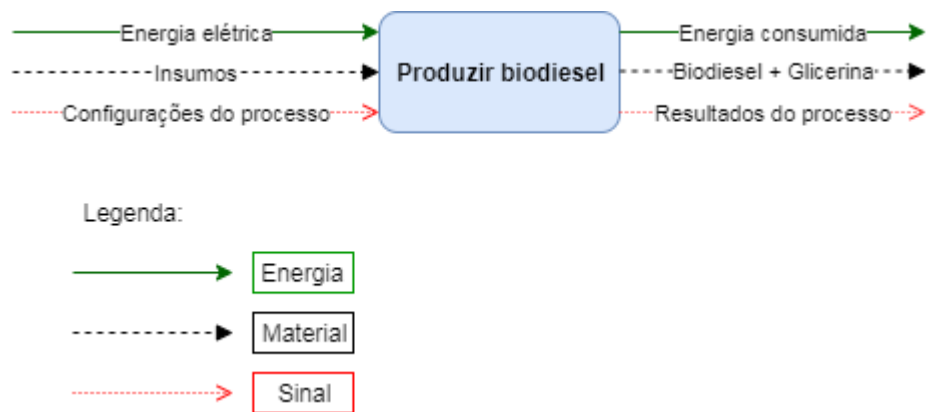 Energia elétrica
Insumos
Configurações do processo
Produzir biodiesel
Energia consumida
Biodiesel + Glicerina
Resultados do processo
Legenda:
Energia
Material
Sinal